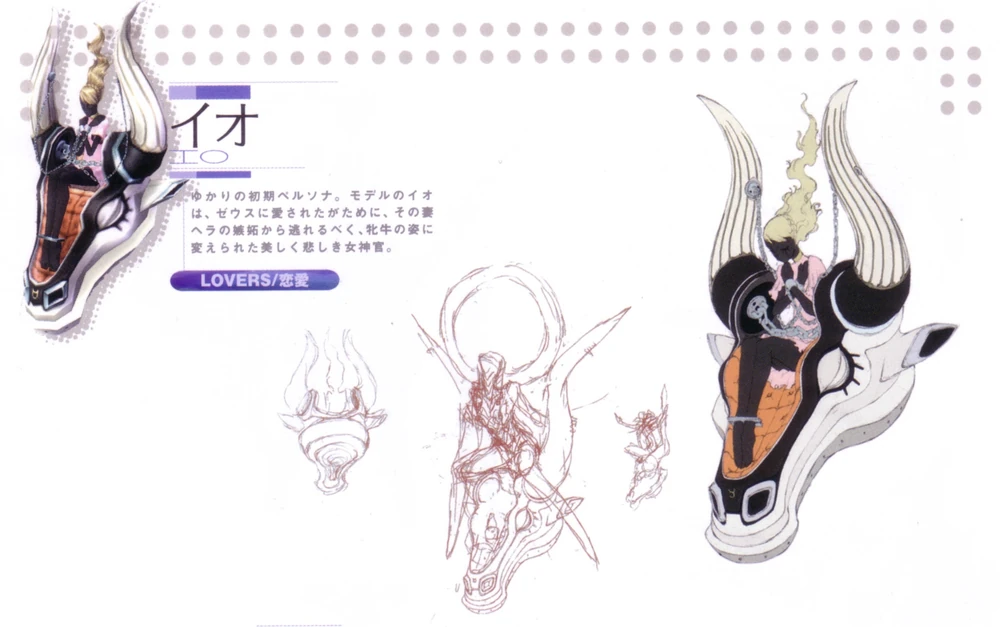 イオ
IO
ゆかりの初期ペルソナ。モデルのイオ
は、ゼウスに愛されたがために、その妻
ヘラの嫉妬から逃れるべく、牝牛の姿に
変えられた美しく悲しき女神官。
LOVERS/恋愛